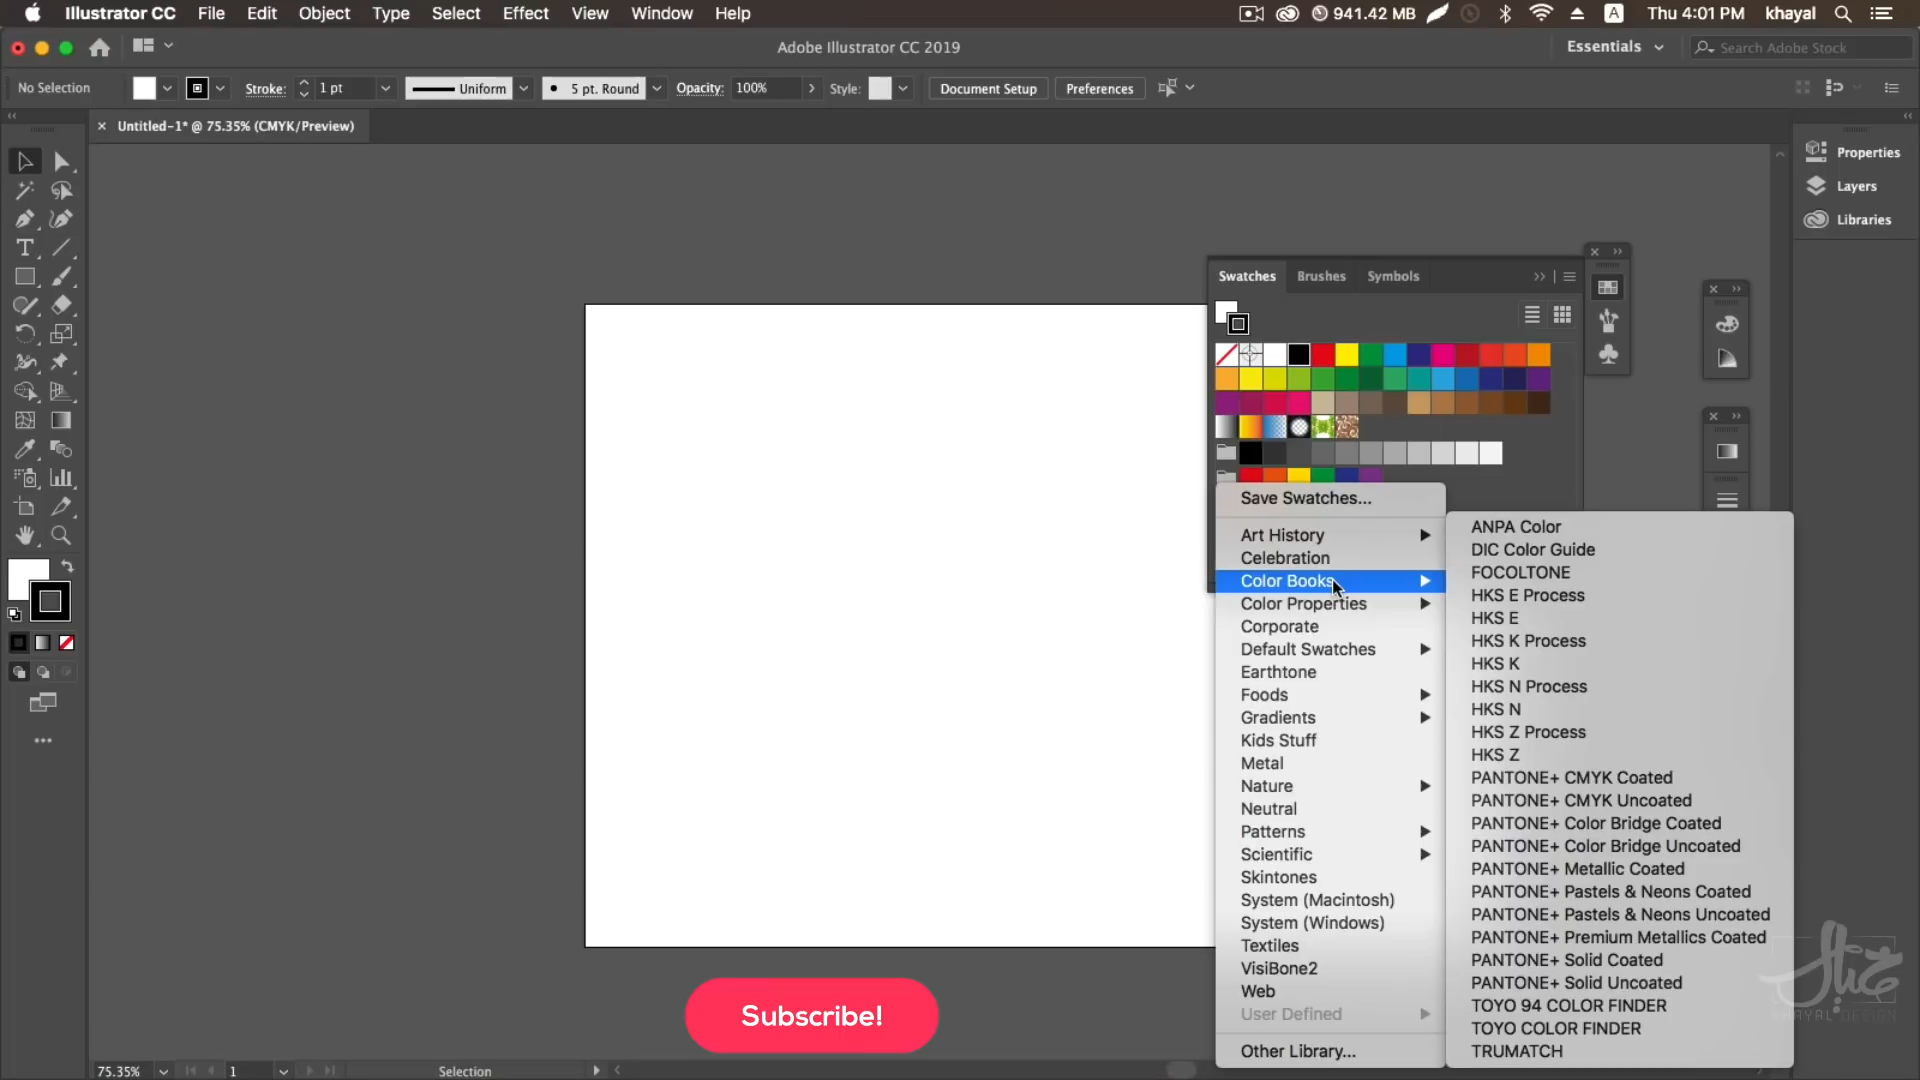 Illustrator CC File Edit Object Type Select Effect View Window Help 941.42 MB A Thu 4:01 PM khayal
Adobe Illustrator CC 2019 Essentials Search Adobe Stock
No Selection Stroke: 1 pt Uniform 5 pt. Round Opacity: 100% Style: Document Setup Preferences
Untitled-1* @ 75.35% (CMYK/Preview)
Properties
Layers
Libraries
Swatches Brushes Symbols
Save Swatches...
Art History
Celebration
Color Books
Color Properties
Corporate
Default Swatches
Earthtone
Foods
Gradients
Kids Stuff
Metal
Nature
Neutral
Patterns
Scientific
Skintones
System (Macintosh)
System (Windows)
Textiles
VisiBone2
Web
User Defined
Other Library...
ANPA Color
DIC Color Guide
FOCOLTONE
HKS E Process
HKS E
HKS K Process
HKS K
HKS N Process
HKS N
HKS Z Process
HKS Z
PANTONE+ CMYK Coated
PANTONE+ CMYK Uncoated
PANTONE+ Color Bridge Coated
PANTONE+ Color Bridge Uncoated
PANTONE+ Metallic Coated
PANTONE+ Pastels & Neons Coated
PANTONE+ Pastels & Neons Uncoated
PANTONE+ Premium Metallics Coated
PANTONE+ Solid Coated
PANTONE+ Solid Uncoated
TOYO 94 COLOR FINDER
TOYO COLOR FINDER
TRUMATCH
خيال
KHAYAL DESIGN
Subscribe!
75.35% 1 Selection